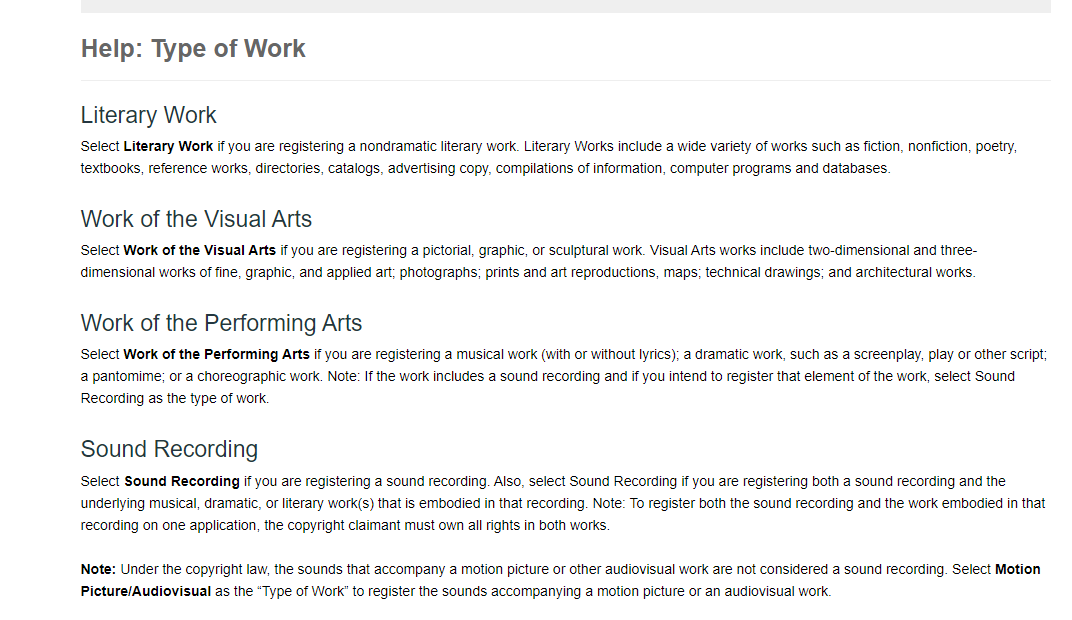 Help: Type of Work
Literary Work
Select Literary Work if you are registering a nondramatic literary work. Literary Works include a wide variety of works such as fiction, nonfiction, poetry,
textbooks, reference works, directories, catalogs, advertising copy, compilations of information, computer programs and databases.
Work of the Visual Arts
Select Work of the Visual Arts if you are registering a pictorial, graphic, or sculptural work. Visual Arts works include two-dimensional and three-
dimensional works of fine, graphic, and applied art; photographs; prints and art reproductions, maps; technical drawings; and architectural works.
Work of the Performing Arts
Select Work of the Performing Arts if you are registering a musical work (with or without lyrics); a dramatic work, such as a screenplay, play or other script;
a pantomime; or a choreographic work. Note: If the work includes a sound recording and if you intend to register that element of the work, select Sound
Recording as the type of work.
Sound Recording
Select Sound Recording if you are registering a sound recording. Also, select Sound Recording if you are registering both a sound recording and the
underlying musical, dramatic, or literary work(s) that is embodied in that recording. Note: To register both the sound recording and the work embodied in that
recording on one application, the copyright claimant must own all rights in both works.
Note: Under the copyright law, the sounds that accompany a motion picture or other audiovisual work are not considered a sound recording. Select Motion
Picture/Audiovisual as the “Type of Work” to register the sounds accompanying a motion picture or an audiovisual work.